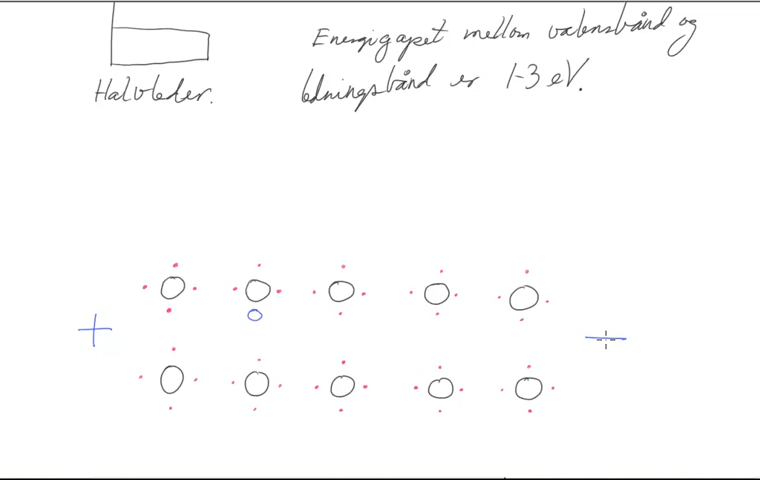 Energigapet mellom valensbånd og
Halvleder. ledningsbånd er 1-3 eV.
+ -